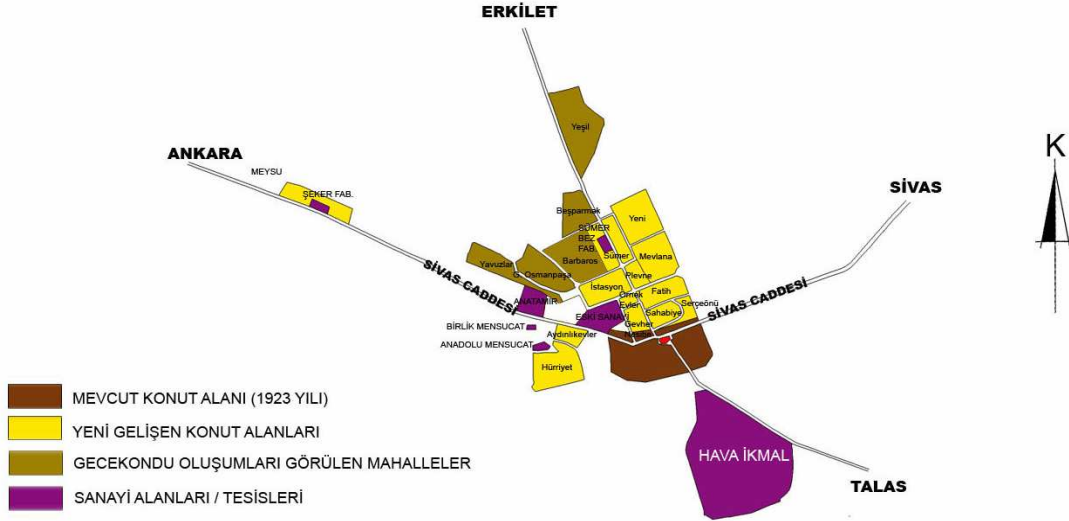 ERKİLET
Yeşil
ANKARA
MEYSU
ŞEKER FAB.
K
SİVAS
Beşparmak
Yeni
SÜMER
BEZ
FAB.
Sümer
Mevlana
Barbaros
Yavuzlar
G. Osmanpaşa
Plevne
İstasyon
Fatih
Örnek
Evler
SİVAS CADDESİ
ANATAMİR
ESKİ SANAYİ
Serçeönü
Sahabiye
SİVAS CADDESİ
Gevher
Nesibe
BİRLİK MENSUCAT
Aydınlıkevler
ANADOLU MENSUCAT
Hürriyet
MEVCUT KONUT ALANI (1923 YILI)
YENİ GELİŞEN KONUT ALANLARI
GECEKONDU OLUŞUMLARI GÖRÜLEN MAHALLELER
SANAYİ ALANLARI / TESİSLERİ
HAVA İKMAL
TALAS